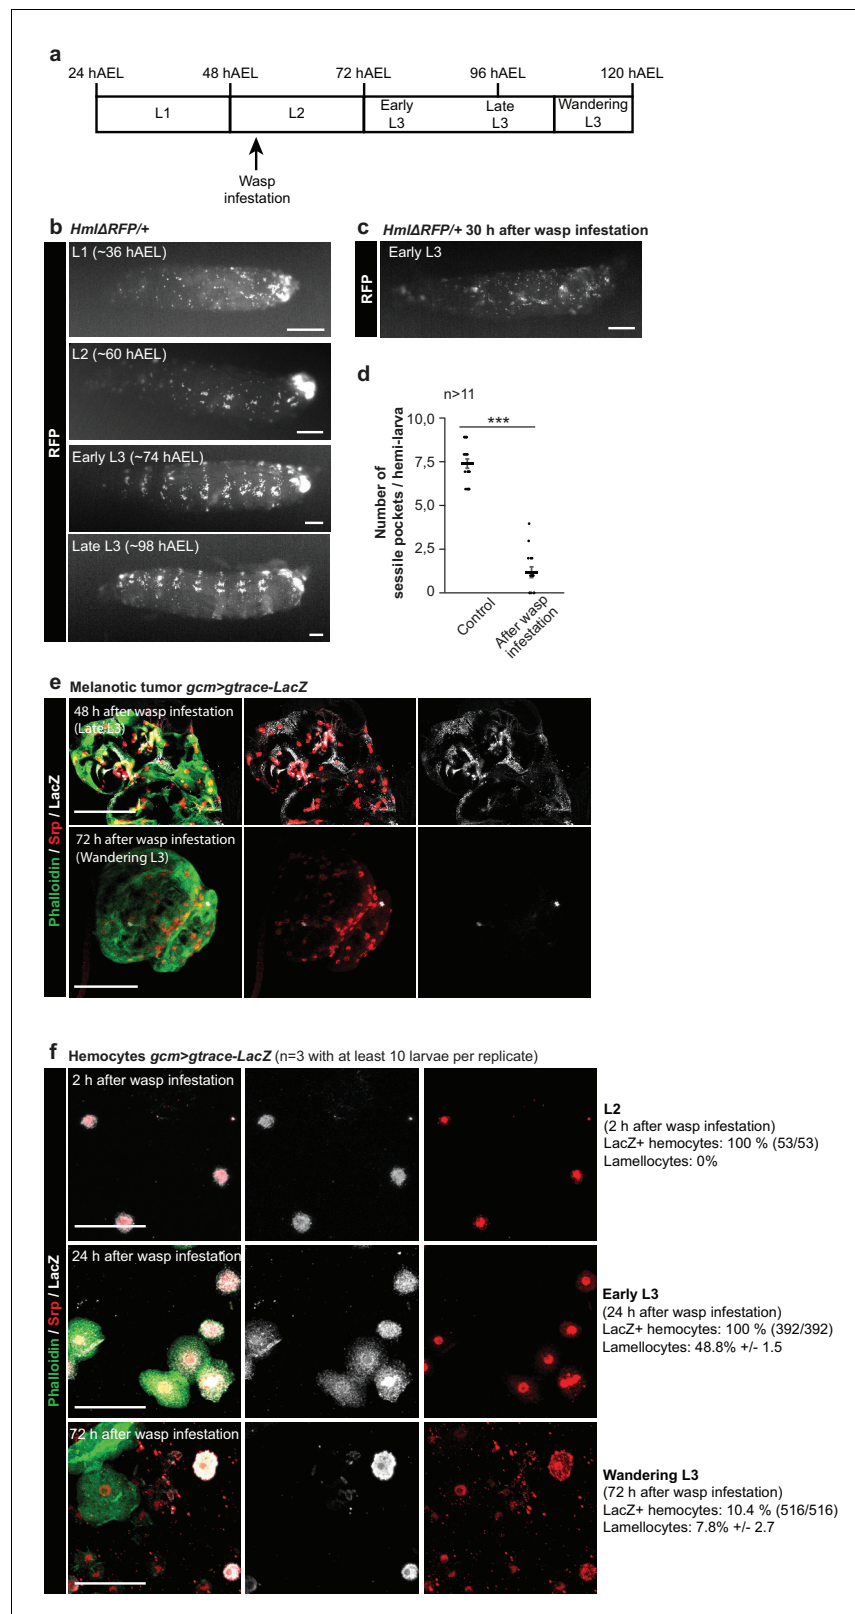 a
24 hAEL 48 hAEL 72 hAEL 96 hAEL 120 hAEL
L1 L2 Early L3 Late L3 Wandering L3
Wasp
infestation
b HmlΔRFP/+
RFP
L1 (~36 hAEL)
L2 (~60 hAEL)
Early L3 (~74 hAEL)
Late L3 (~98 hAEL)
c HmlΔRFP/+ 30 h after wasp infestation
RFP
Early L3
d
n>11
***
Number of
sessile pockets / hemi-larva
10,0
7,5
5,0
2,5
0
Control
After wasp
infestation
e Melanotic tumor gcm>gtrace-LacZ
Phalloidin / Srp / LacZ
48 h after wasp infestation
(Late L3)
72 h after wasp infestation
(Wandering L3)
f Hemocytes gcm>gtrace-LacZ (n=3 with at least 10 larvae per replicate)
Phalloidin / Srp / LacZ
2 h after wasp infestation
L2
(2 h after wasp infestation)
LacZ+ hemocytes: 100 % (53/53)
Lamellocytes: 0%
24 h after wasp infestation
Early L3
(24 h after wasp infestation)
LacZ+ hemocytes: 100 % (392/392)
Lamellocytes: 48.8% +/- 1.5
72 h after wasp infestation
Wandering L3
(72 h after wasp infestation)
LacZ+ hemocytes: 10.4 % (516/516)
Lamellocytes: 7.8% +/- 2.7